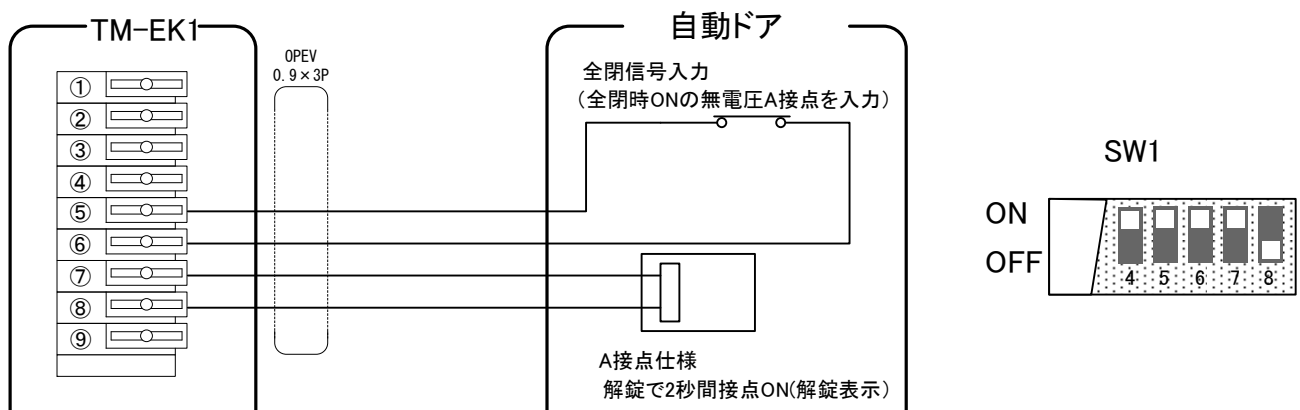 TM-EK1
①
②
③
④
⑤
⑥
⑦
⑧
⑨
OPEV
0.9×3P
自動ドア
全閉信号入力
(全閉時ONの無電圧A接点を入力)
A接点仕様
解錠で2秒間接点ON(解錠表示)
SW1
ON
OFF
4 5 6 7 8